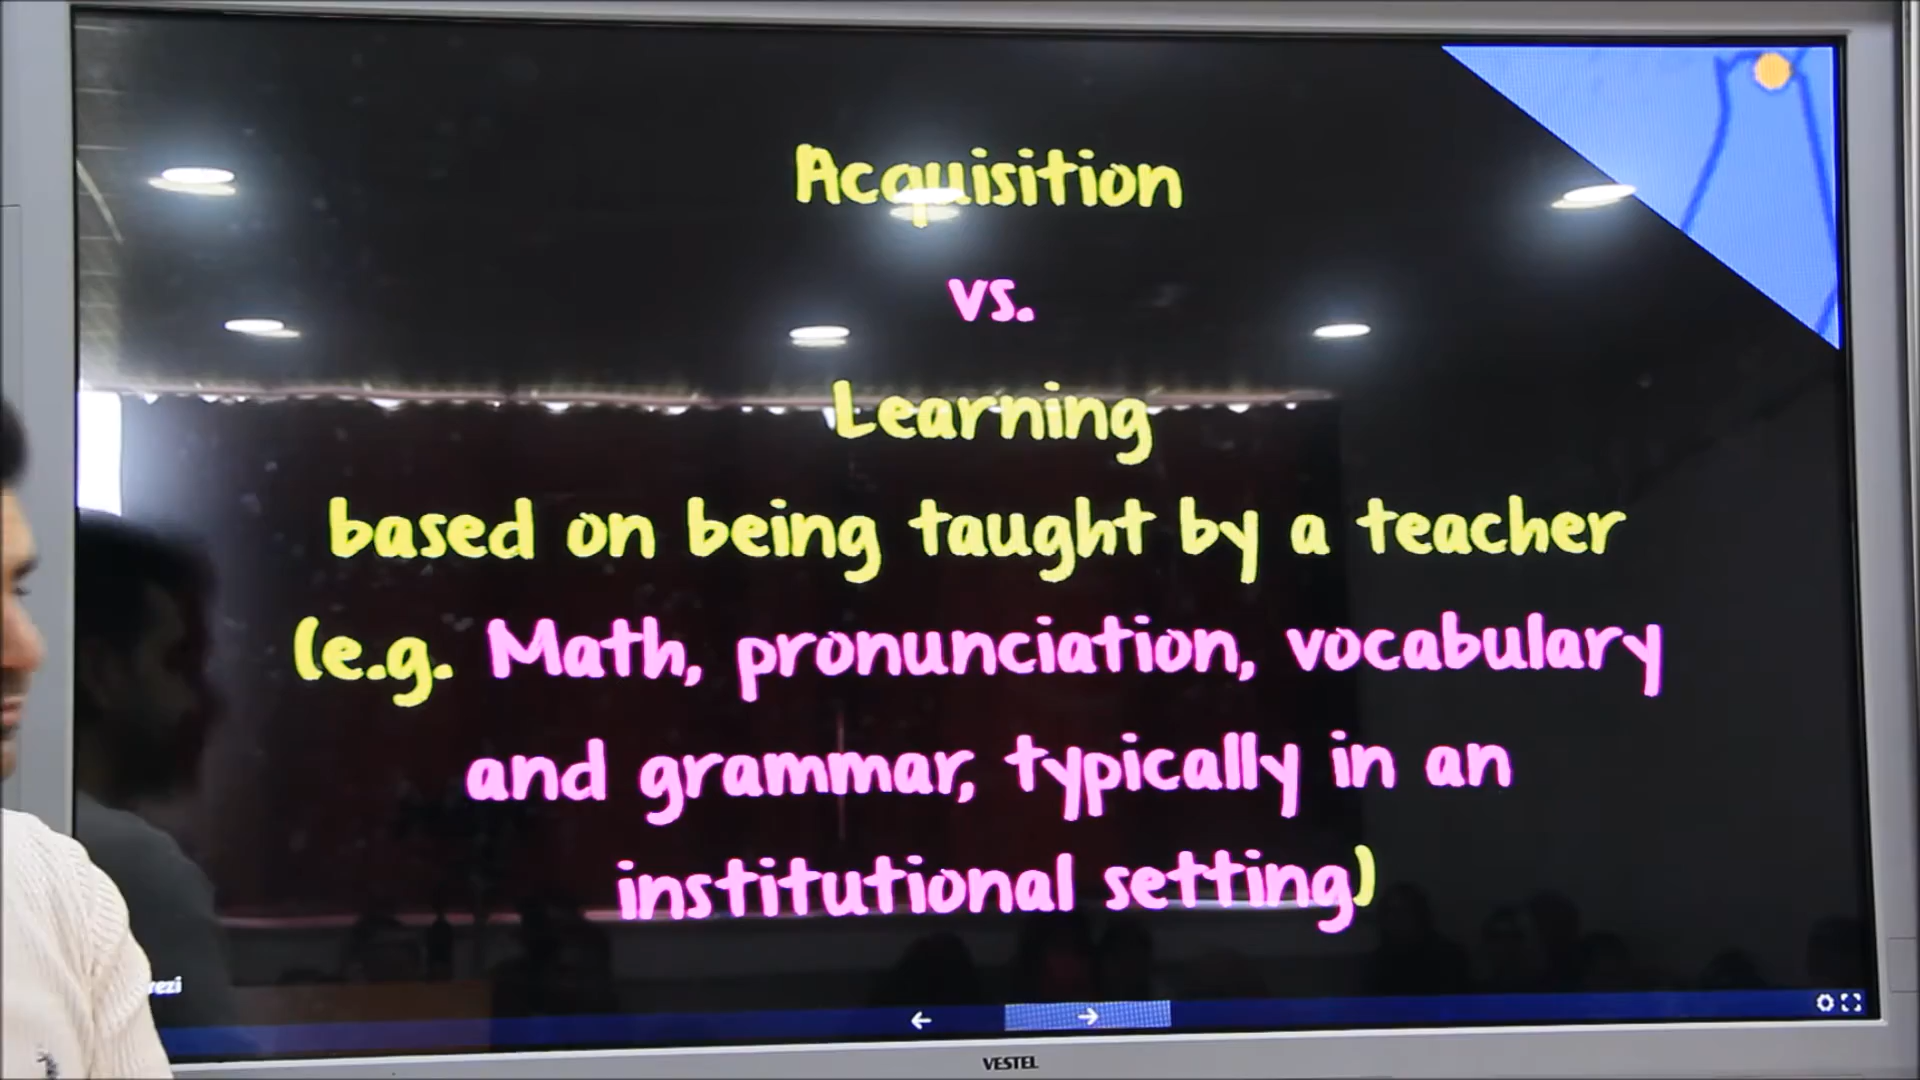 Acquisition
vs.
Learning
based on being taught by a teacher
(e.g. Math, pronunciation, vocabulary
and grammar, typically in an
institutional setting)
rezi
VESTEL